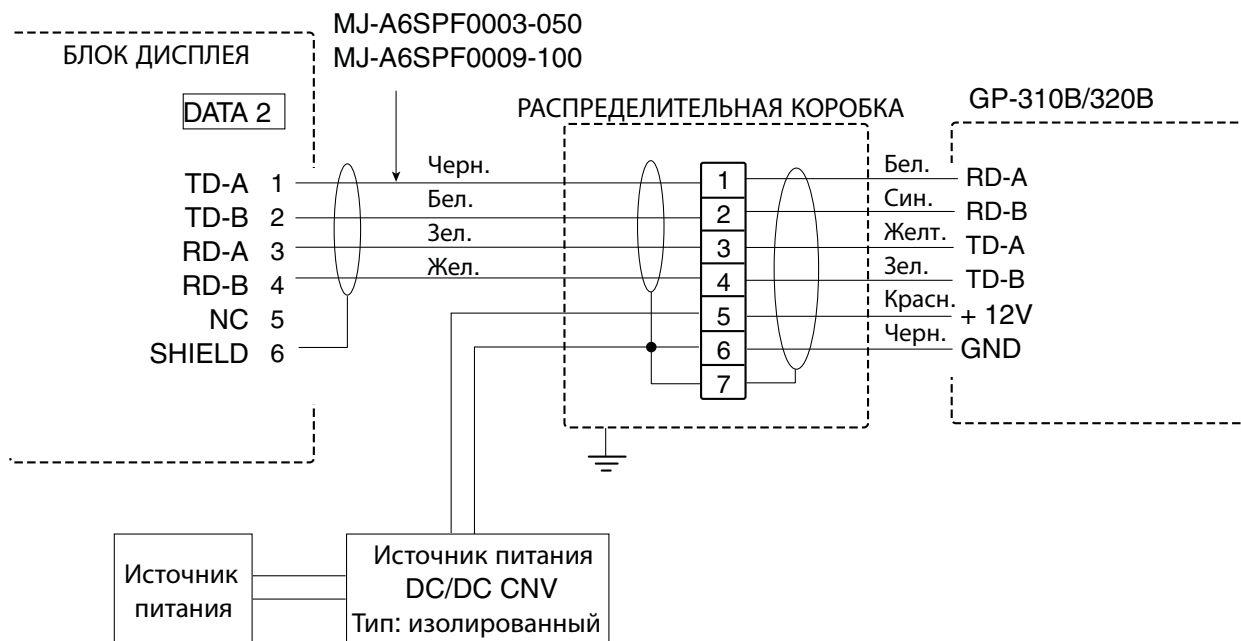 MJ-A6SPF0003-050
MJ-A6SPF0009-100
БЛОК ДИСПЛЕЯ
DATA 2
РАСПРЕДЕЛИТЕЛЬНАЯ КОРОБКА
GP-310B/320B
TD-A 1
TD-B 2
RD-A 3
RD-B 4
NC 5
SHIELD 6
Черн.
Бел.
Зел.
Жел.
1
2
3
4
5
6
7
Бел.
Син.
Желт.
Зел.
Красн.
Черн.
RD-A
RD-B
TD-A
TD-B
+ 12V
GND
Источник
питания
Источник питания
DC/DC CNV
Тип: изолированный